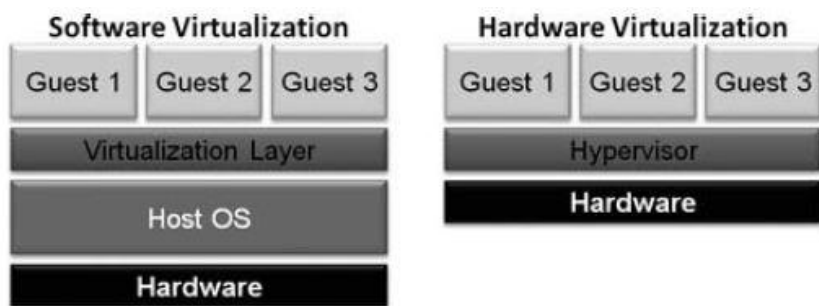 Software Virtualization
Guest 1 Guest 2 Guest 3
Virtualization Layer
Host OS
Hardware
Hardware Virtualization
Guest 1 Guest 2 Guest 3
Hypervisor
Hardware